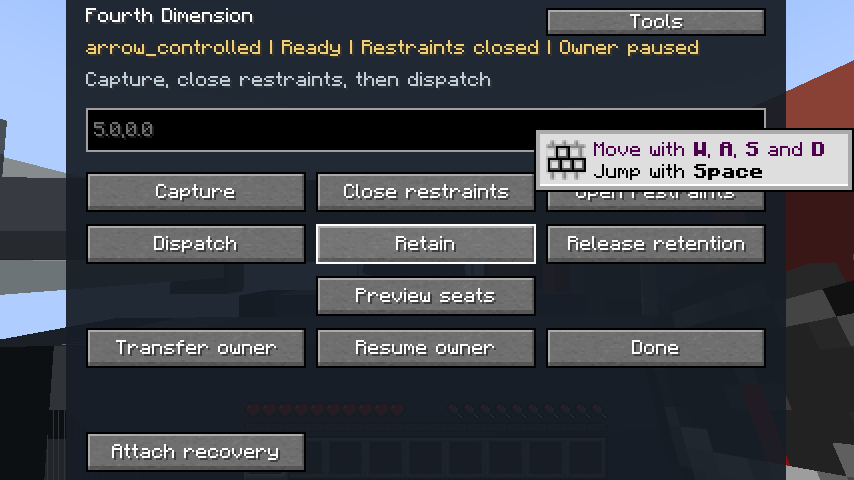 Fourth Dimension
Tools
arrow_controlled | Ready | Restraints closed | Owner paused
Capture, close restraints, then dispatch
5.0,0.0
Move with W, A, S and D
Jump with Space
Capture
Close restraints
Open restraints
Dispatch
Retain
Release retention
Preview seats
Transfer owner
Resume owner
Done
Attach recovery